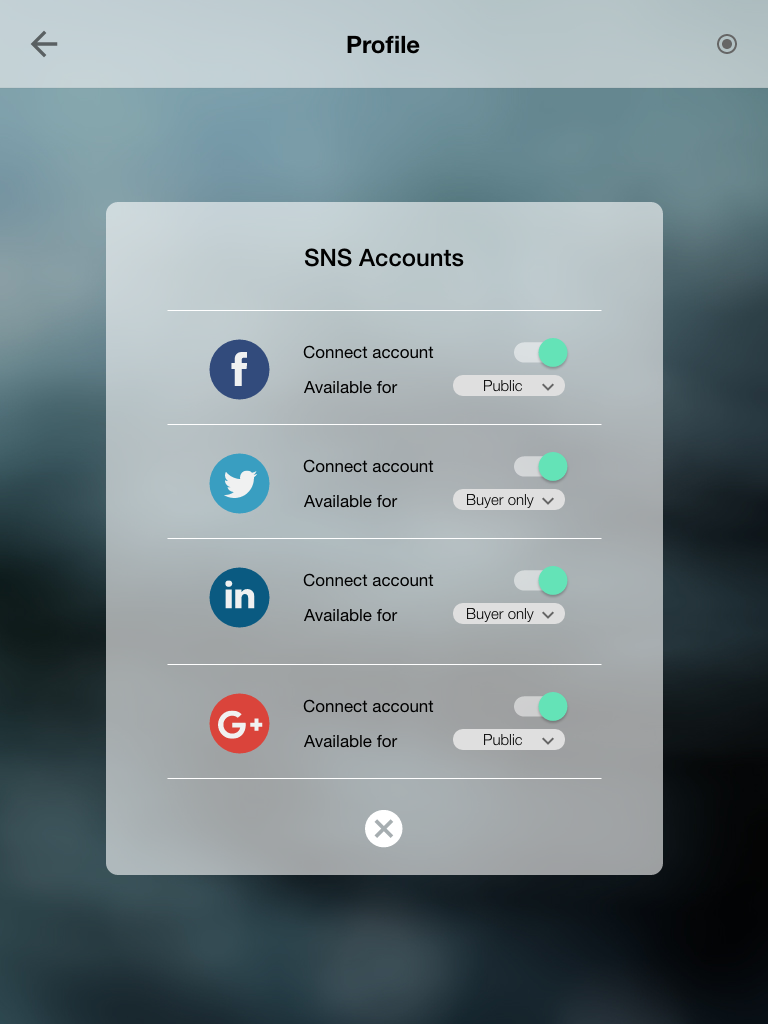 Profile
SNS Accounts
f
Connect account
Available for
Public
Connect account
Available for
Buyer only
in
Connect account
Available for
Buyer only
G+
Connect account
Available for
Public